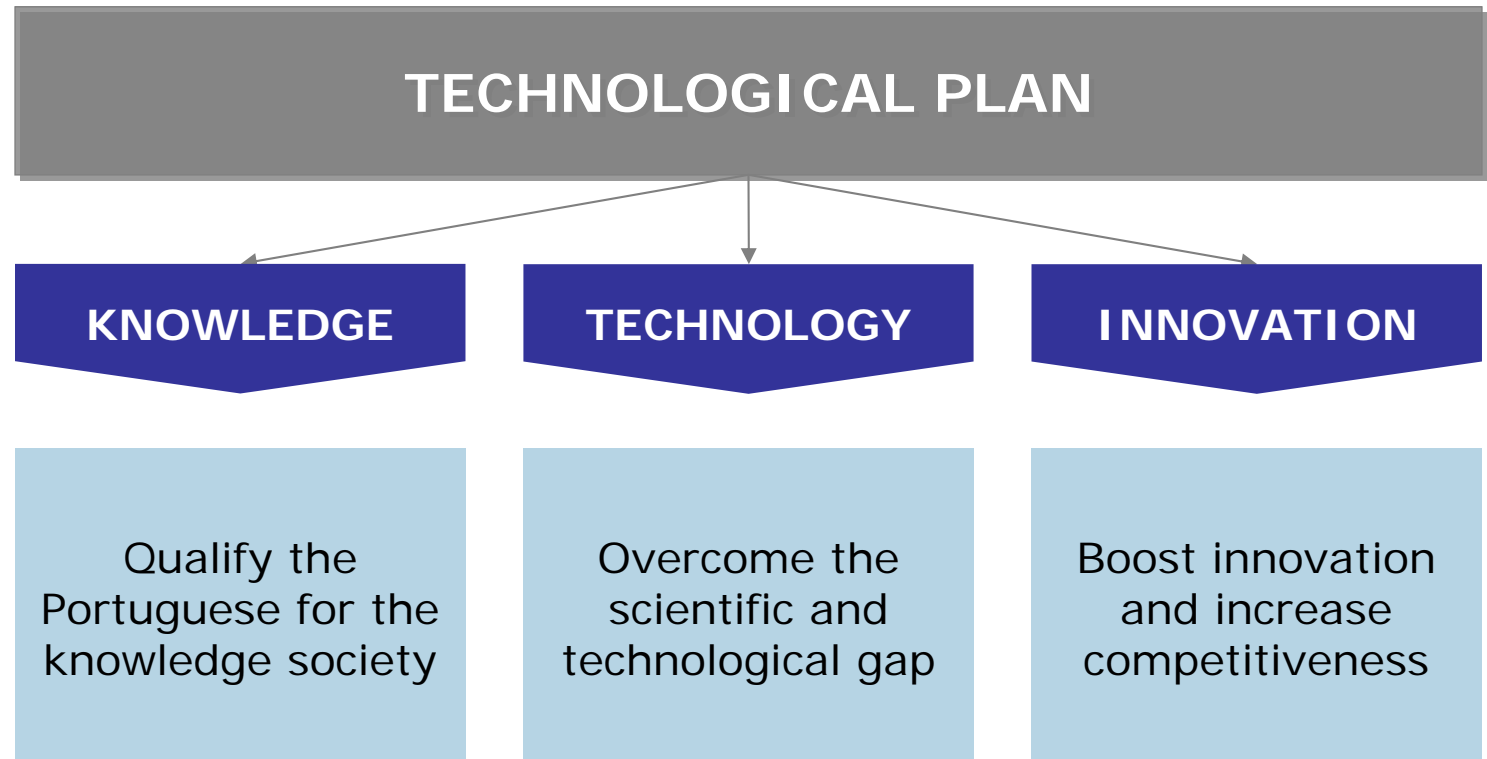 TECHNOLOGICAL PLAN
KNOWLEDGE
TECHNOLOGY
INNOVATION
Qualify the
Portuguese for the
knowledge society
Overcome the
scientific and
technological gap
Boost innovation
and increase
competitiveness